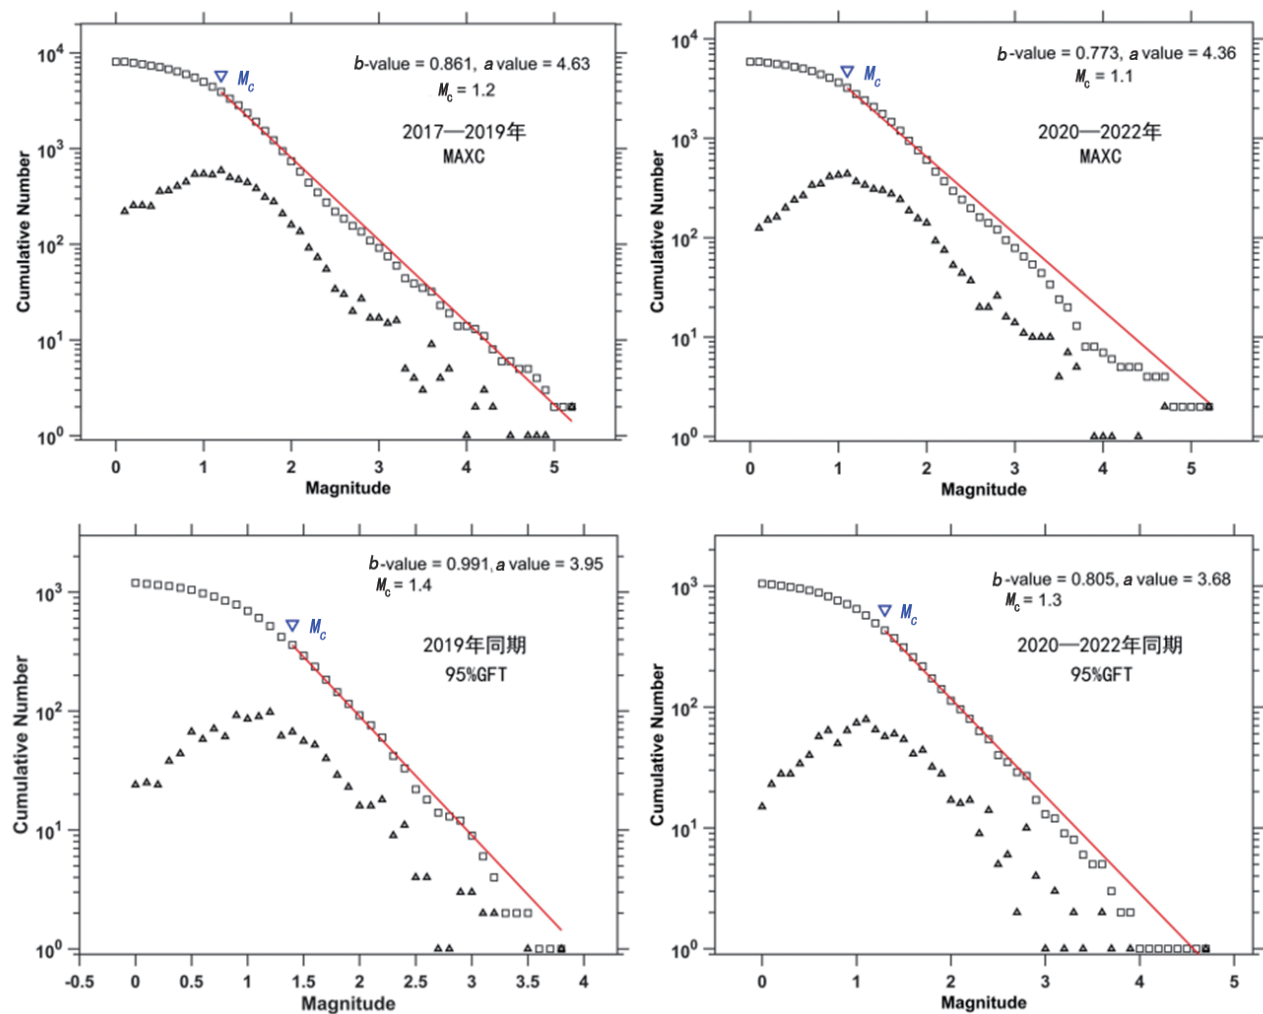 b-value = 0.861, a value = 4.63
Mc = 1.2
2017—2019年
MAXC
Mc
10⁴
10³
10²
10¹
10⁰
Cumulative Number
0 1 2 3 4 5
Magnitude
b-value = 0.773, a value = 4.36
Mc = 1.1
2020—2022年
MAXC
Mc
10⁴
10³
10²
10¹
10⁰
Cumulative Number
0 1 2 3 4 5
Magnitude
b-value = 0.991, a value = 3.95
Mc = 1.4
2019年同期
95%GFT
Mc
10³
10²
10¹
10⁰
Cumulative Number
-0.5 0 0.5 1 1.5 2 2.5 3 3.5 4
Magnitude
b-value = 0.805, a value = 3.68
Mc = 1.3
2020—2022年同期
95%GFT
Mc
10³
10²
10¹
10⁰
Cumulative Number
0 1 2 3 4 5
Magnitude